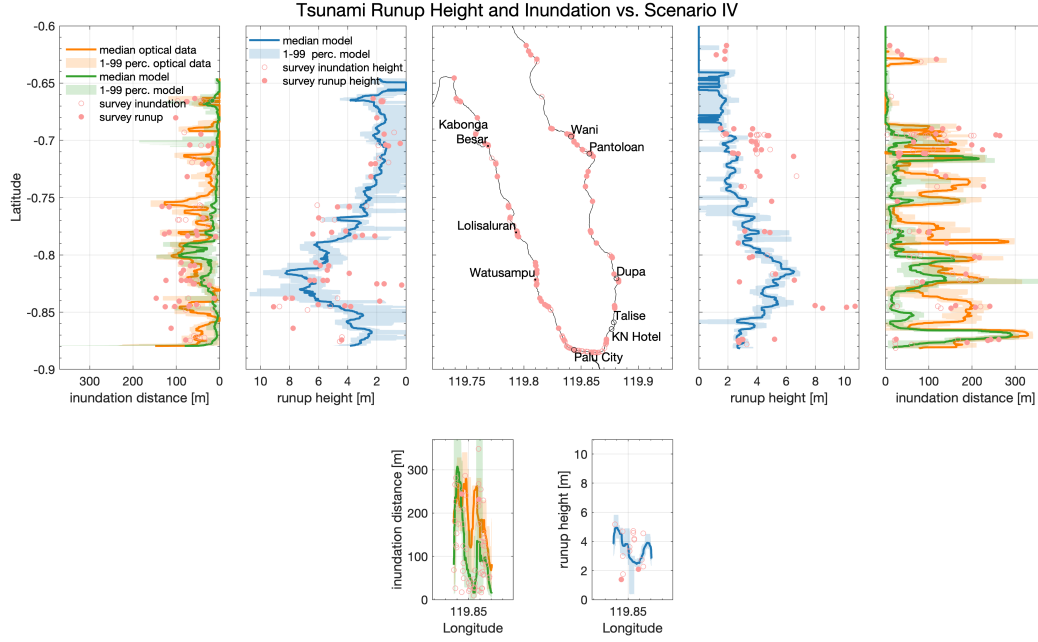 Tsunami Runup Height and Inundation vs. Scenario IV
-0.6
-0.65
-0.7
-0.75
-0.8
-0.85
-0.9
Latitude
median optical data
1-99 perc. optical data
median model
1-99 perc. model
survey inundation
survey runup
300 200 100 0
inundation distance [m]
median model
1-99 perc. model
survey inundation height
survey runup height
10 8 6 4 2 0
runup height [m]
Kabonga
Besar
Lolisaluran
Watusampu
Wani
Pantoloan
Dupa
Talise
KN Hotel
Palu City
119.75 119.8 119.85 119.9
0 2 4 6 8 10
runup height [m]
0 100 200 300
inundation distance [m]
300
200
100
0
inundation distance [m]
119.85
Longitude
10
8
6
4
2
0
runup height [m]
119.85
Longitude